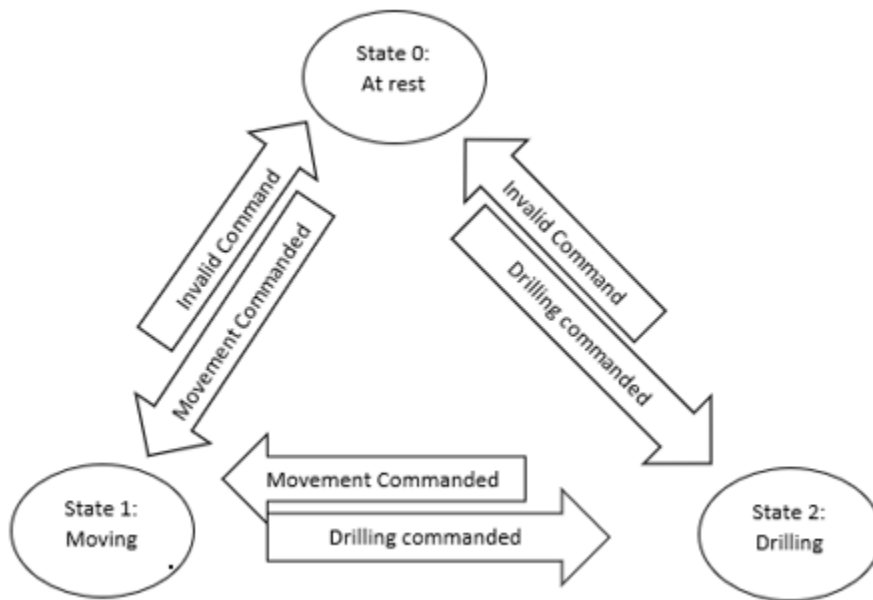 State 0:
At rest
Invalid Command
Movement Commanded
Invalid Command
Drilling commanded
Movement Commanded
Drilling commanded
State 1:
Moving
State 2:
Drilling